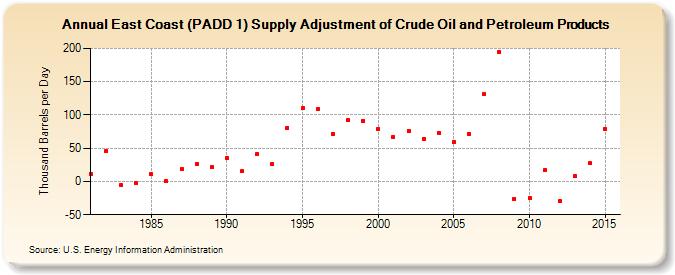 Annual East Coast (PADD 1) Supply Adjustment of Crude Oil and Petroleum Products
Thousand Barrels per Day
200
150
100
50
0
-50
1985 1990 1995 2000 2005 2010 2015
Source: U.S. Energy Information Administration